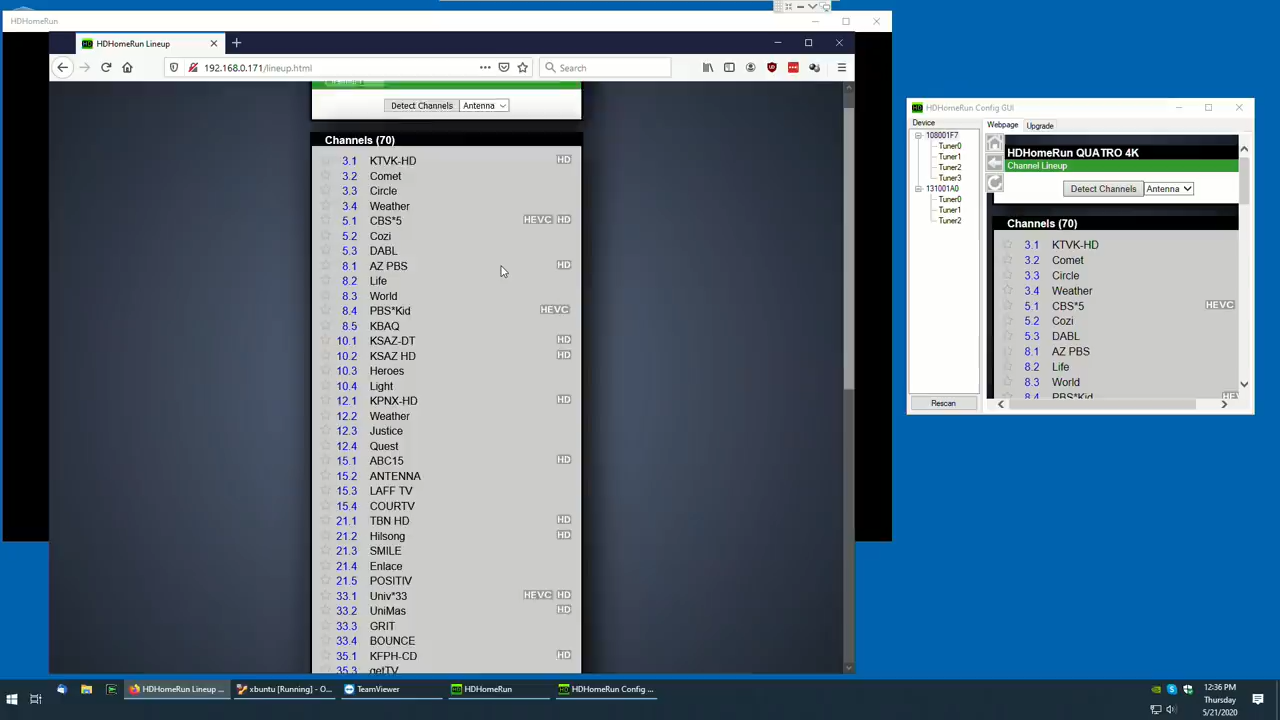 HDHomeRun
HDHomeRun Lineup
192.168.0.171/lineup.html
Search
Detect Channels Antenna
Channels (70)
3.1 KTVK-HD HD
3.2 Comet
3.3 Circle
3.4 Weather
5.1 CBS*5 HEVC HD
5.2 Cozi
5.3 DABL
8.1 AZ PBS HD
8.2 Life
8.3 World
8.4 PBS*Kid HEVC
8.5 KBAQ
10.1 KSAZ-DT HD
10.2 KSAZ HD HD
10.3 Heroes
10.4 Light
12.1 KPNX-HD HD
12.2 Weather
12.3 Justice
12.4 Quest
15.1 ABC15 HD
15.2 ANTENNA
15.3 LAFF TV
15.4 COURTV
21.1 TBN HD HD
21.2 Hilsong HD
21.3 SMILE
21.4 Enlace
21.5 POSITIV
33.1 Univ*33 HEVC HD
33.2 UniMas HD
33.3 GRIT
33.4 BOUNCE
35.1 KFPH-CD HD
35.3 getTV
HDHomeRun Config GUI
Device
108001F7
Tuner0
Tuner1
Tuner2
Tuner3
131001A0
Tuner0
Tuner1
Tuner2
Rescan
Webpage Upgrade
HDHomeRun QUATRO 4K
Channel Lineup
Detect Channels Antenna
Channels (70)
3.1 KTVK-HD
3.2 Comet
3.3 Circle
3.4 Weather
5.1 CBS*5 HEVC
5.2 Cozi
5.3 DABL
8.1 AZ PBS
8.2 Life
8.3 World
8.4 PBS*Kid
HDHomeRun Lineup ...
xbuntu [Running] - O...
TeamViewer
HDHomeRun
HDHomeRun Config ...
12:36 PM
Thursday
5/21/2020